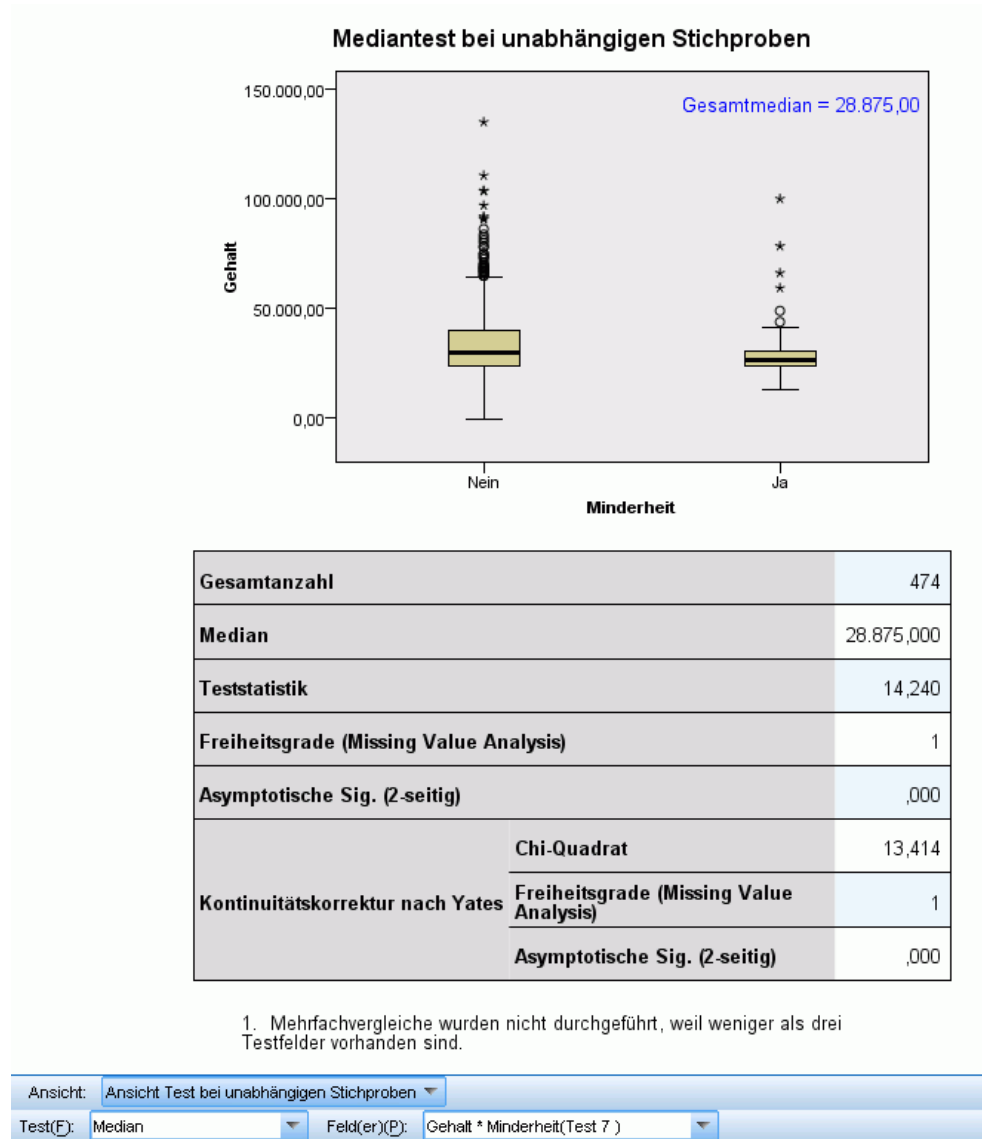 Mediantest bei unabhängigen Stichproben
150.000,00
Gesamtmedian = 28.875,00
100.000,00
Gehalt
50.000,00
0,00
Nein
Ja
Minderheit
Gesamtanzahl 474
Median 28.875,000
Teststatistik 14,240
Freiheitsgrade (Missing Value Analysis) 1
Asymptotische Sig. (2-seitig) ,000
Kontinuitätskorrektur nach Yates
Chi-Quadrat 13,414
Freiheitsgrade (Missing Value
Analysis) 1
Asymptotische Sig. (2-seitig) ,000
1. Mehrfachvergleiche wurden nicht durchgeführt, weil weniger als drei
Testfelder vorhanden sind.
Ansicht: Ansicht Test bei unabhängigen Stichproben
Test(F): Median Feld(er)(P): Gehalt * Minderheit(Test 7 )